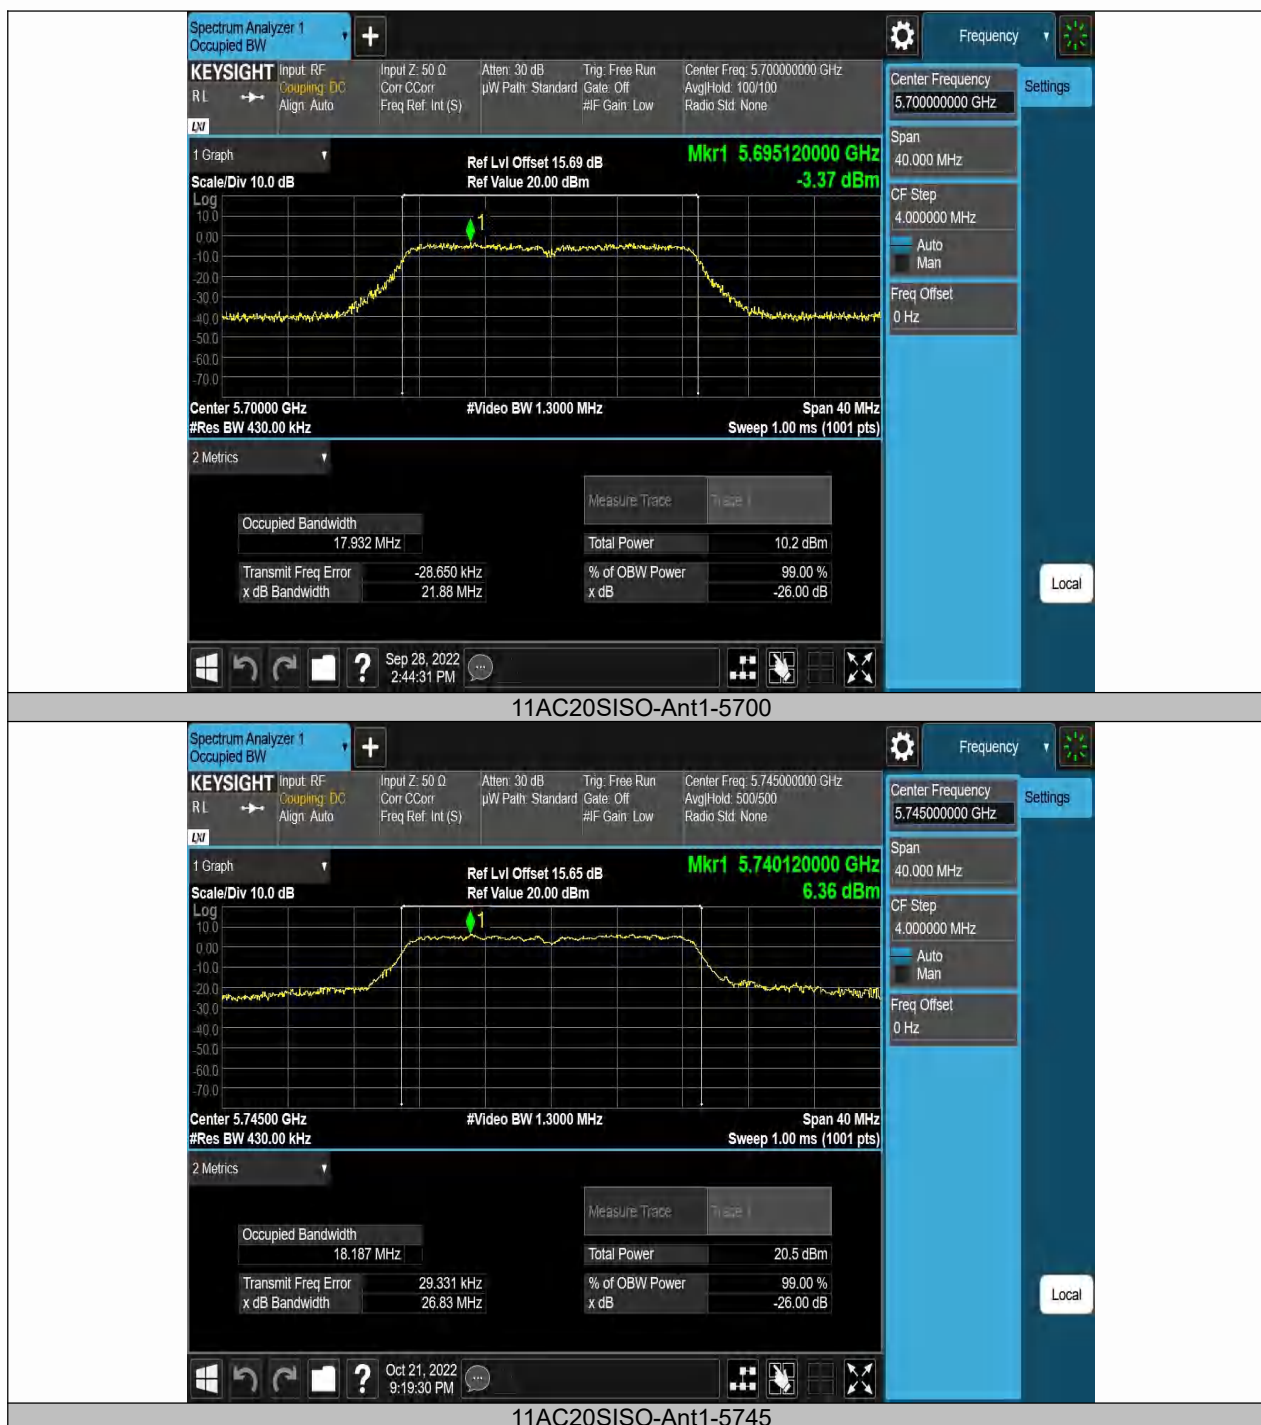 Spectrum Analyzer 1
Occupied BW
+
Frequency
KEYSIGHT
R L
LXI
Input: RF
Coupling: DC
Align: Auto
Input Z: 50 Ω
Corr CCorr
Freq Ref: Int (S)
Atten: 30 dB
µW Path: Standard
Trig: Free Run
Gate: Off
#IF Gain: Low
Center Freq: 5.700000000 GHz
Avg|Hold: 100/100
Radio Std: None
Center Frequency
5.700000000 GHz
Settings
Span
40.000 MHz
CF Step
4.000000 MHz
Auto
Man
Freq Offset
0 Hz
Local
1 Graph
Scale/Div 10.0 dB
Ref Lvl Offset 15.69 dB
Ref Value 20.00 dBm
Mkr1 5.695120000 GHz
-3.37 dBm
Log
10.0
0.00
-10.0
-20.0
-30.0
-40.0
-50.0
-60.0
-70.0
1
Center 5.70000 GHz
#Video BW 1.3000 MHz
Span 40 MHz
#Res BW 430.00 kHz
Sweep 1.00 ms (1001 pts)
2 Metrics
Measure Trace Trace 1
Occupied Bandwidth
17.932 MHz
Total Power 10.2 dBm
Transmit Freq Error -28.650 kHz
% of OBW Power 99.00 %
x dB Bandwidth 21.88 MHz
x dB -26.00 dB
?
Sep 28, 2022
2:44:31 PM
11AC20SISO-Ant1-5700
Spectrum Analyzer 1
Occupied BW
+
Frequency
KEYSIGHT
R L
LXI
Input: RF
Coupling: DC
Align: Auto
Input Z: 50 Ω
Corr CCorr
Freq Ref: Int (S)
Atten: 30 dB
µW Path: Standard
Trig: Free Run
Gate: Off
#IF Gain: Low
Center Freq: 5.745000000 GHz
Avg|Hold: 500/500
Radio Std: None
Center Frequency
5.745000000 GHz
Settings
Span
40.000 MHz
CF Step
4.000000 MHz
Auto
Man
Freq Offset
0 Hz
Local
1 Graph
Scale/Div 10.0 dB
Ref Lvl Offset 15.65 dB
Ref Value 20.00 dBm
Mkr1 5.740120000 GHz
6.36 dBm
Log
10.0
0.00
-10.0
-20.0
-30.0
-40.0
-50.0
-60.0
-70.0
1
Center 5.74500 GHz
#Video BW 1.3000 MHz
Span 40 MHz
#Res BW 430.00 kHz
Sweep 1.00 ms (1001 pts)
2 Metrics
Measure Trace Trace 1
Occupied Bandwidth
18.187 MHz
Total Power 20.5 dBm
Transmit Freq Error 29.331 kHz
% of OBW Power 99.00 %
x dB Bandwidth 26.83 MHz
x dB -26.00 dB
?
Oct 21, 2022
9:19:30 PM
11AC20SISO-Ant1-5745